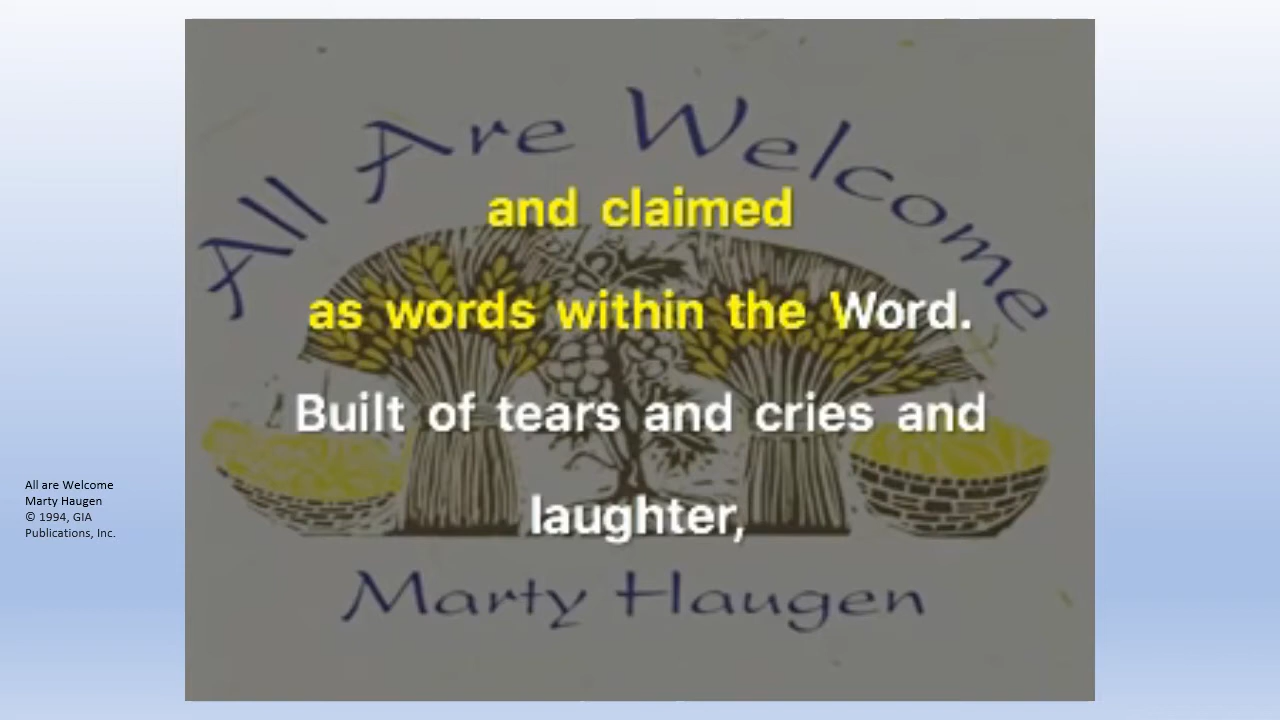 All Are Welcome
and claimed
as words within the Word.
Built of tears and cries and
laughter,
Marty Haugen
All are Welcome
Marty Haugen
© 1994, GIA
Publications, Inc.